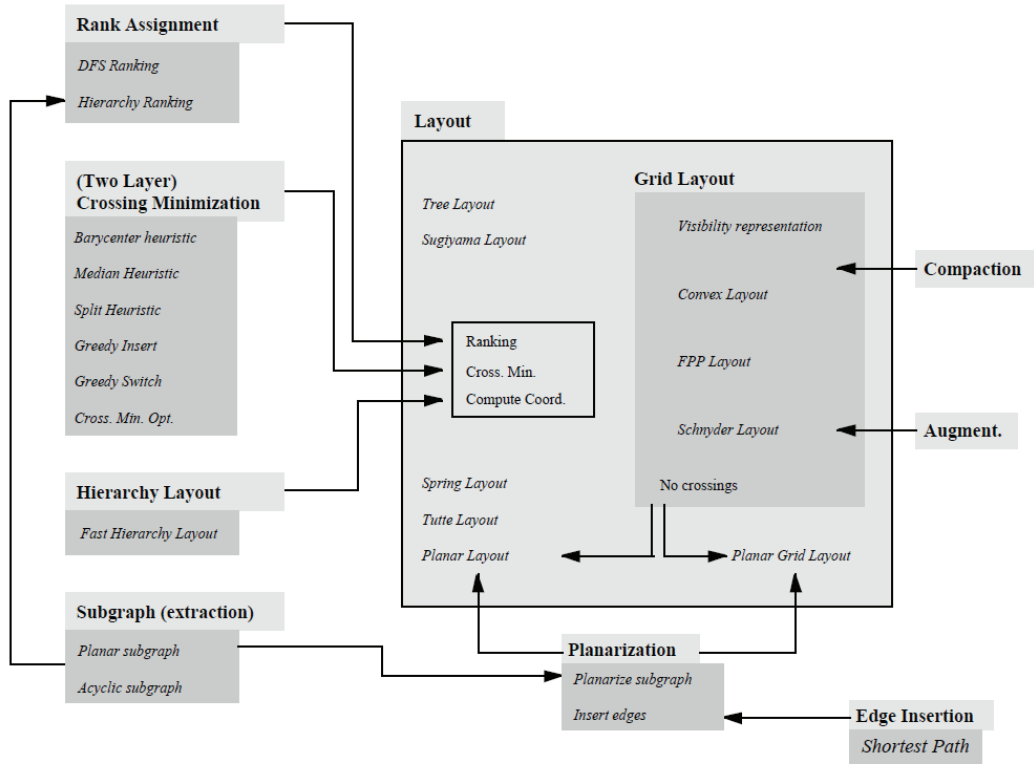 Rank Assignment
DFS Ranking
Hierarchy Ranking
(Two Layer)
Crossing Minimization
Barycenter heuristic
Median Heuristic
Split Heuristic
Greedy Insert
Greedy Switch
Cross. Min. Opt.
Hierarchy Layout
Fast Hierarchy Layout
Subgraph (extraction)
Planar subgraph
Acyclic subgraph
Layout
Tree Layout
Sugiyama Layout
Ranking
Cross. Min.
Compute Coord.
Spring Layout
Tutte Layout
Planar Layout
Grid Layout
Visibility representation
Convex Layout
FPP Layout
Schnyder Layout
No crossings
Planar Grid Layout
Compaction
Augment.
Planarization
Planarize subgraph
Insert edges
Edge Insertion
Shortest Path